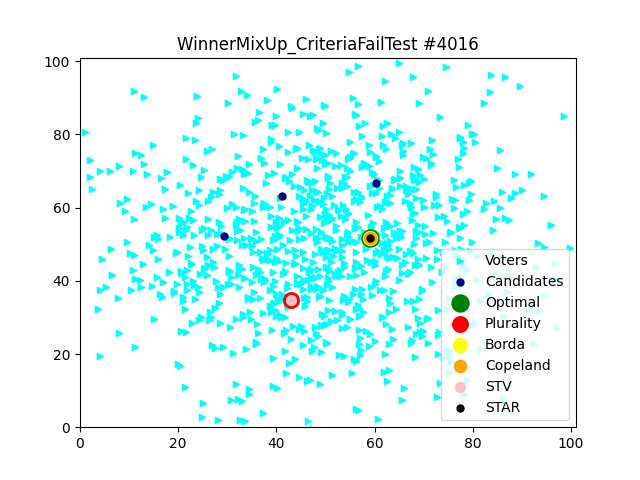 WinnerMixUp_CriteriaFailTest #4016
100
80
60
40
20
0
0 20 40 60 80 100
Voters
Candidates
Optimal
Plurality
Borda
Copeland
STV
STAR